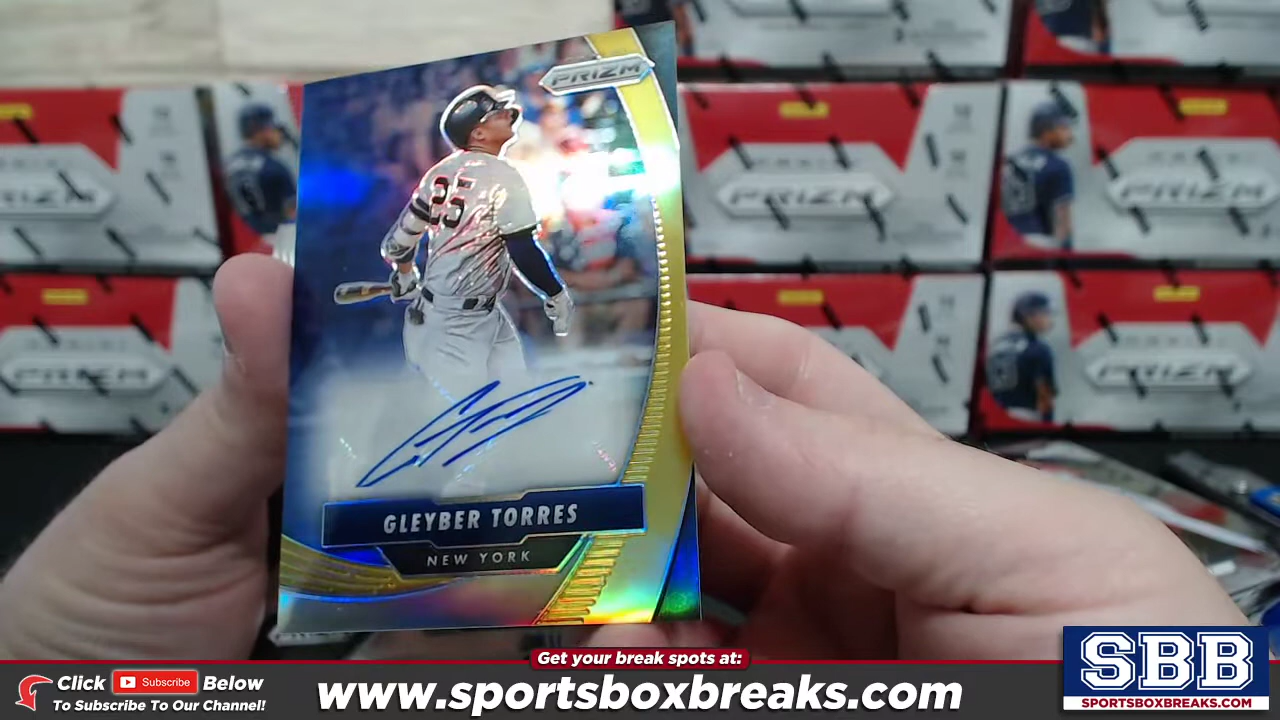 PRIZM
25
GLEYBER TORRES
NEW YORK
PRIZM
PRIZM
PRIZM
PRIZM
Get your break spots at:
Click Subscribe Below
To Subscribe To Our Channel!
www.sportsboxbreaks.com
SBB
SPORTSBOXBREAKS.COM